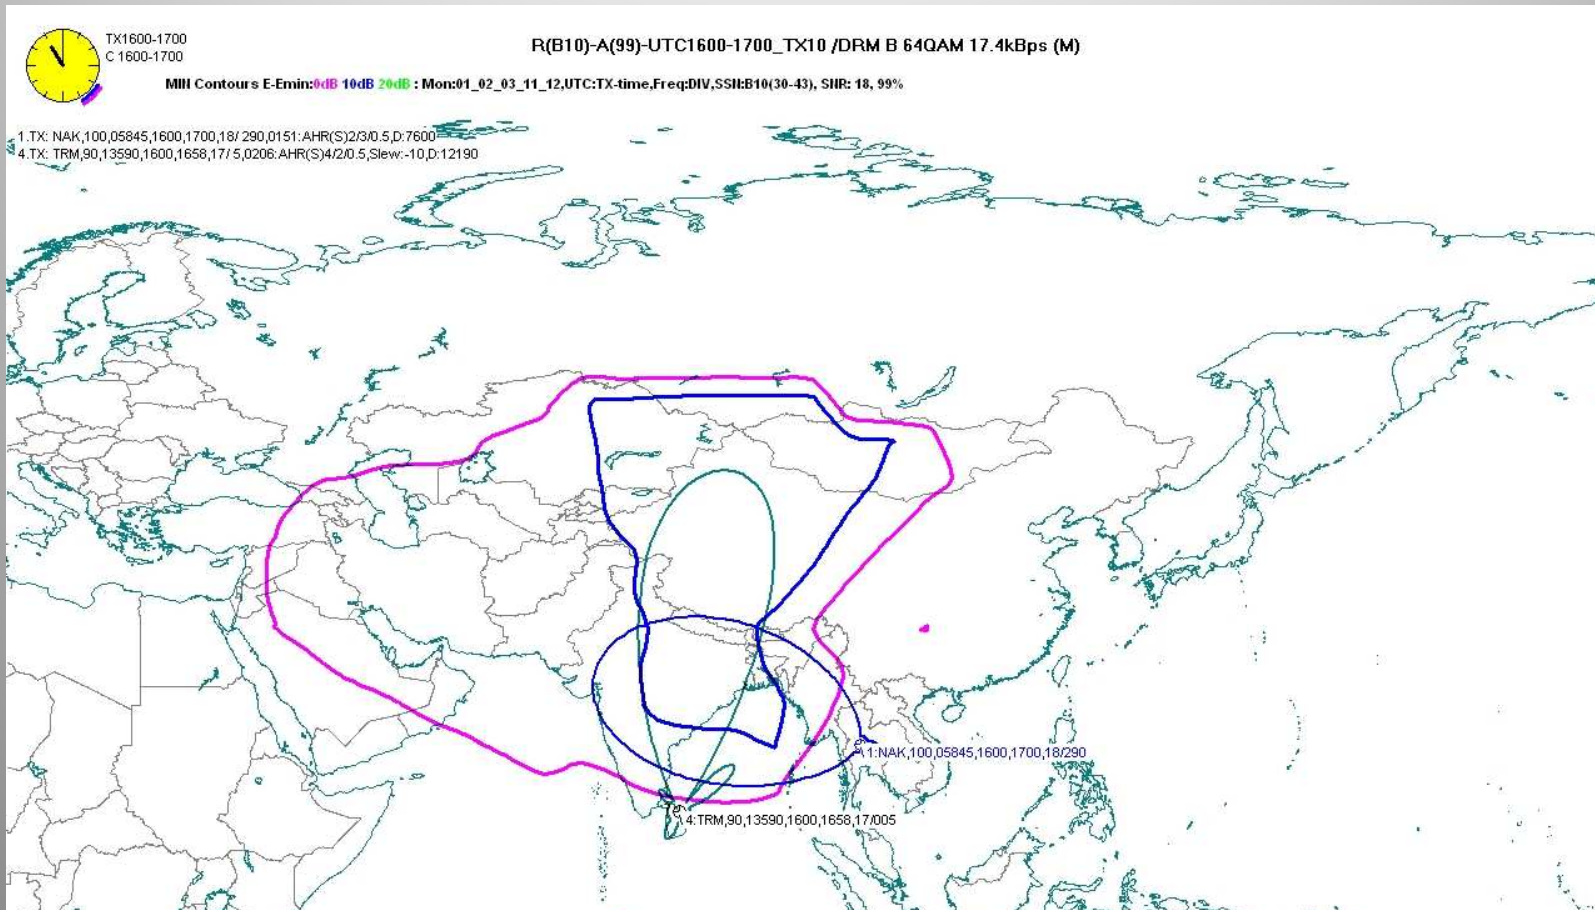 TX1600-1700
C 1600-1700
R(B10)-A(99)-UTC1600-1700_TX10 /DRM B 64QAM 17.4kBps (M)
MIN Contours E-Emin:0dB 10dB 20dB : Mon:01_02_03_11_12,UTC:TX-time,Freq:DIV,SSN:B10(30-43), SNR: 18, 99%
1.TX: NAK,100,05845,1600,1700,18/ 290,0151:AHR(S)2/3/0.5,D:7600
4.TX: TRM,90,13590,1600,1658,17/ 5,0206:AHR(S)4/2/0.5,Slew:-10,D:12190
1:NAK,100,05845,1600,1700,18/290
4:TRM,90,13590,1600,1658,17/005